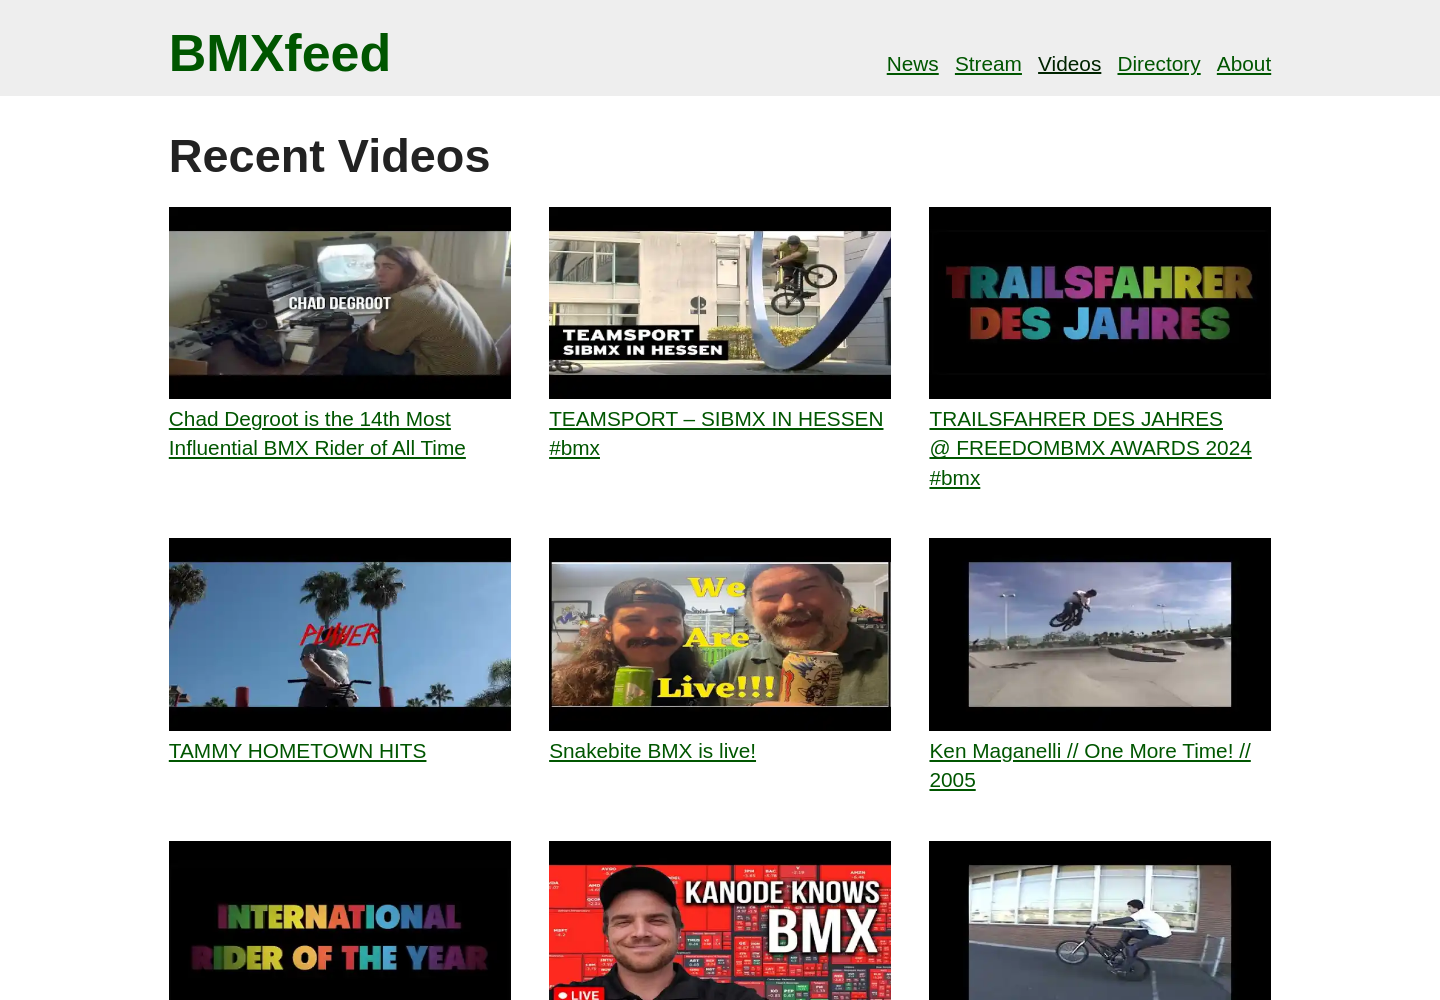 BMXfeed
News Stream Videos Directory About
Recent Videos
CHAD DEGROOT
TEAMSPORT
SIBMX IN HESSEN
TRAILSFAHRER
DES JAHRES
Chad Degroot is the 14th Most
Influential BMX Rider of All Time
TEAMSPORT – SIBMX IN HESSEN
#bmx
TRAILSFAHRER DES JAHRES
@ FREEDOMBMX AWARDS 2024
#bmx
POWER
We
Are
Live!!!
TAMMY HOMETOWN HITS
Snakebite BMX is live!
Ken Maganelli // One More Time! //
2005
INTERNATIONAL
RIDER OF THE YEAR
KANODE KNOWS
BMX
LIVE